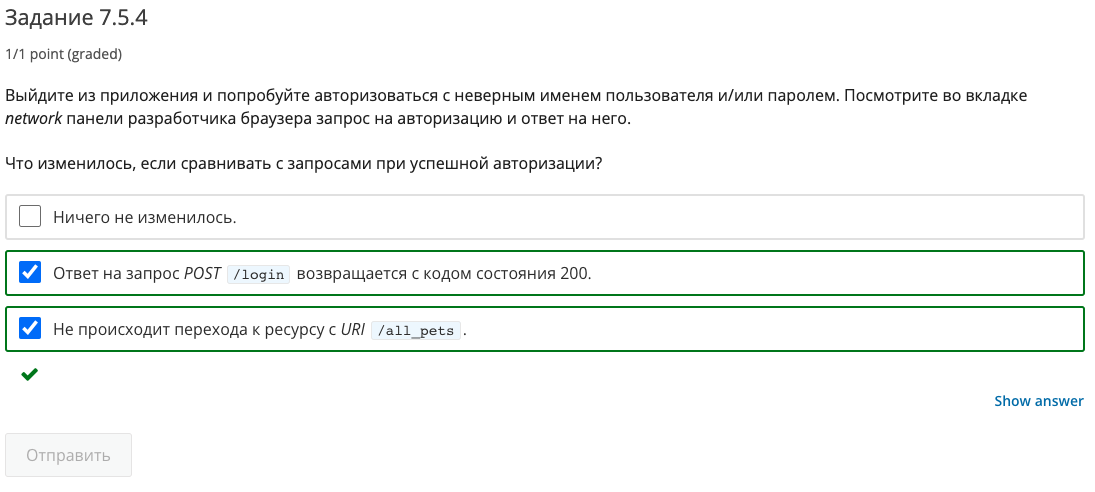 Задание 7.5.4
1/1 point (graded)
Выйдите из приложения и попробуйте авторизоваться с неверным именем пользователя и/или паролем. Посмотрите во вкладке
network панели разработчика браузера запрос на авторизацию и ответ на него.
Что изменилось, если сравнивать с запросами при успешной авторизации?
Ничего не изменилось.
Ответ на запрос POST /login возвращается с кодом состояния 200.
Не происходит перехода к ресурсу с URI /all_pets.
Show answer
Отправить